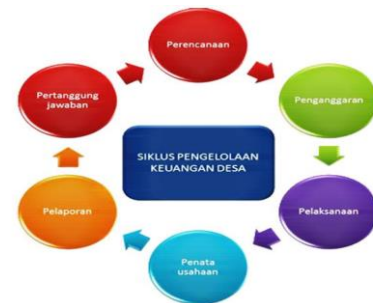 Perencanaan
Penganggaran
Pelaksanaan
Penata
usahaan
Pelaporan
Pertanggung
jawaban
SIKLUS PENGELOLAAN
KEUANGAN DESA